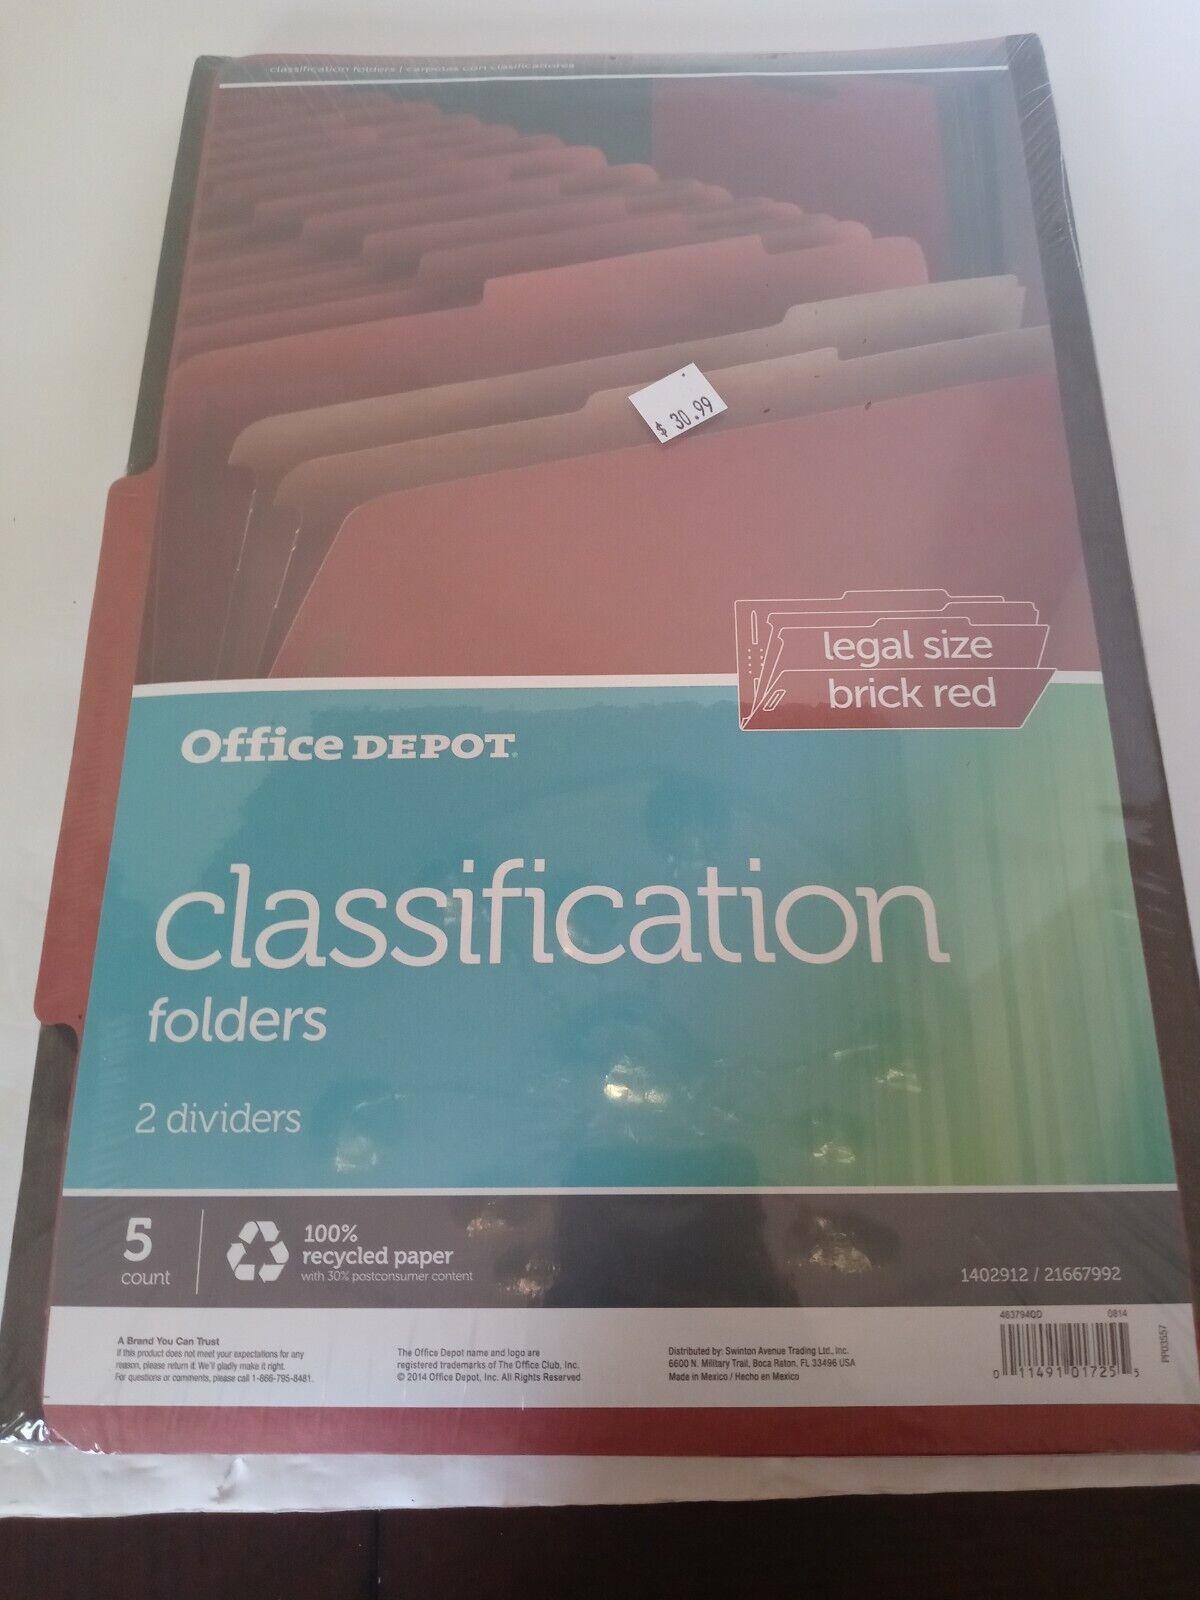 classification folders / carpetas con clasificadores
$ 30.99
legal size
brick red
Office DEPOT
classification
folders
2 dividers
5
count
100%
recycled paper
with 30% postconsumer content
1402912 / 21667992
A Brand You Can Trust
If this product does not meet your expectations for any
reason, please return it. We'll gladly make it right.
For questions or comments, please call 1-866-795-8481.
The Office Depot name and logo are
registered trademarks of The Office Club, Inc.
© 2014 Office Depot, Inc. All Rights Reserved.
Distributed by: Swinton Avenue Trading Ltd., Inc.
6600 N. Military Trail, Boca Raton, FL 33496 USA
Made in Mexico / Hecho en Mexico
463794OD 0814
0 11491 01725 5
PP03557